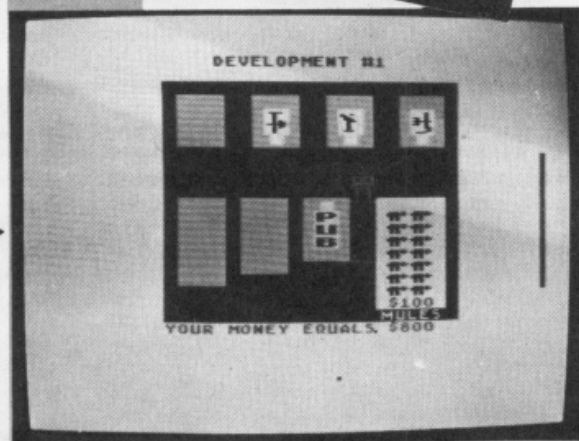 DEVELOPMENT #1
PUB
$100
MULES
YOUR MONEY EQUALS. $800